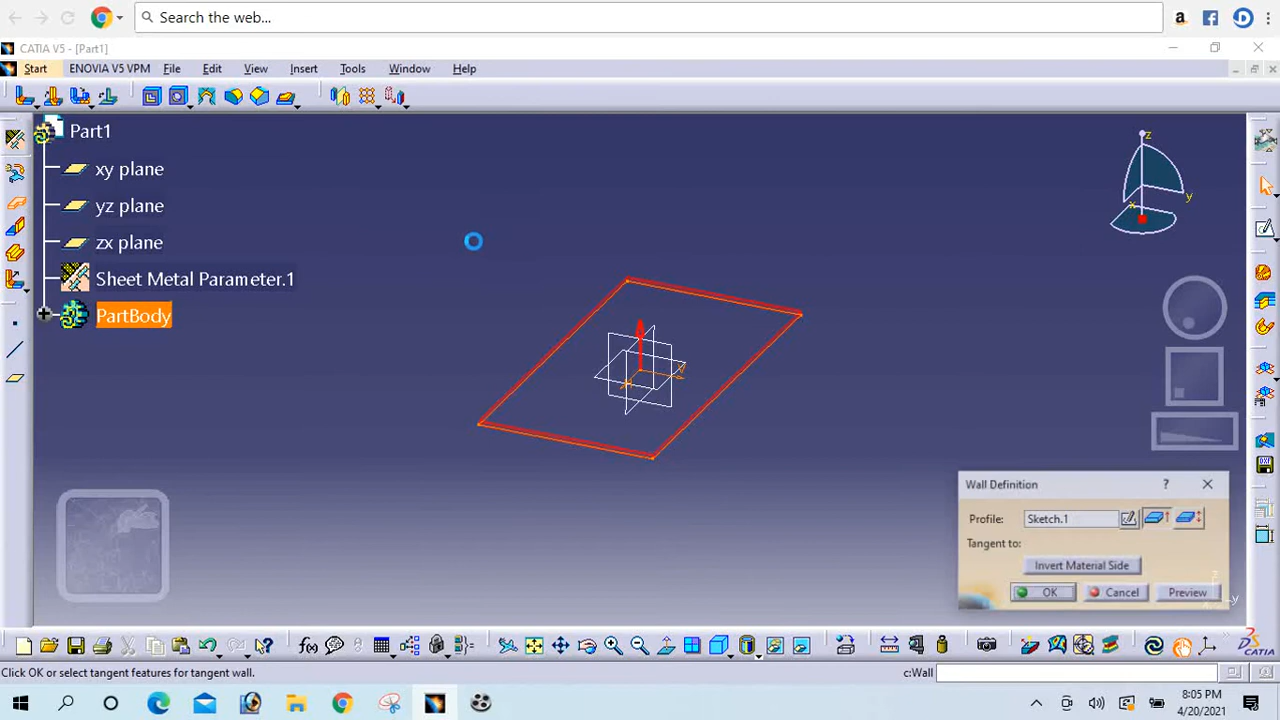 Search the web...
CATIA V5 - [Part1]
Start ENOVIA V5 VPM File Edit View Insert Tools Window Help
Part1
xy plane
yz plane
zx plane
Sheet Metal Parameter.1
PartBody
z
y
x
Wall Definition ?
Profile: Sketch.1
Tangent to:
Invert Material Side
OK Cancel Preview
y
f(x)
CATIA
Click OK or select tangent features for tangent wall. c:Wall
8:05 PM
4/20/2021